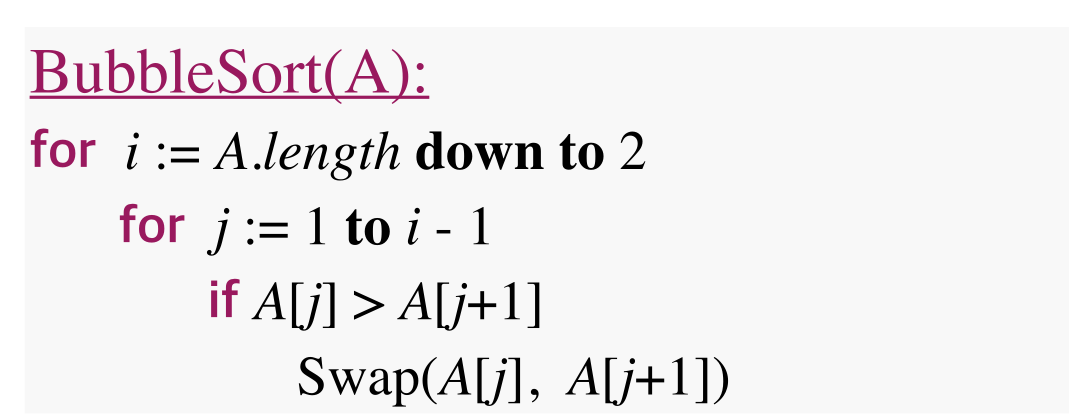 BubbleSort(A):
for i := A.length down to 2
for j := 1 to i - 1
if A[j] > A[j+1]
Swap(A[j], A[j+1])